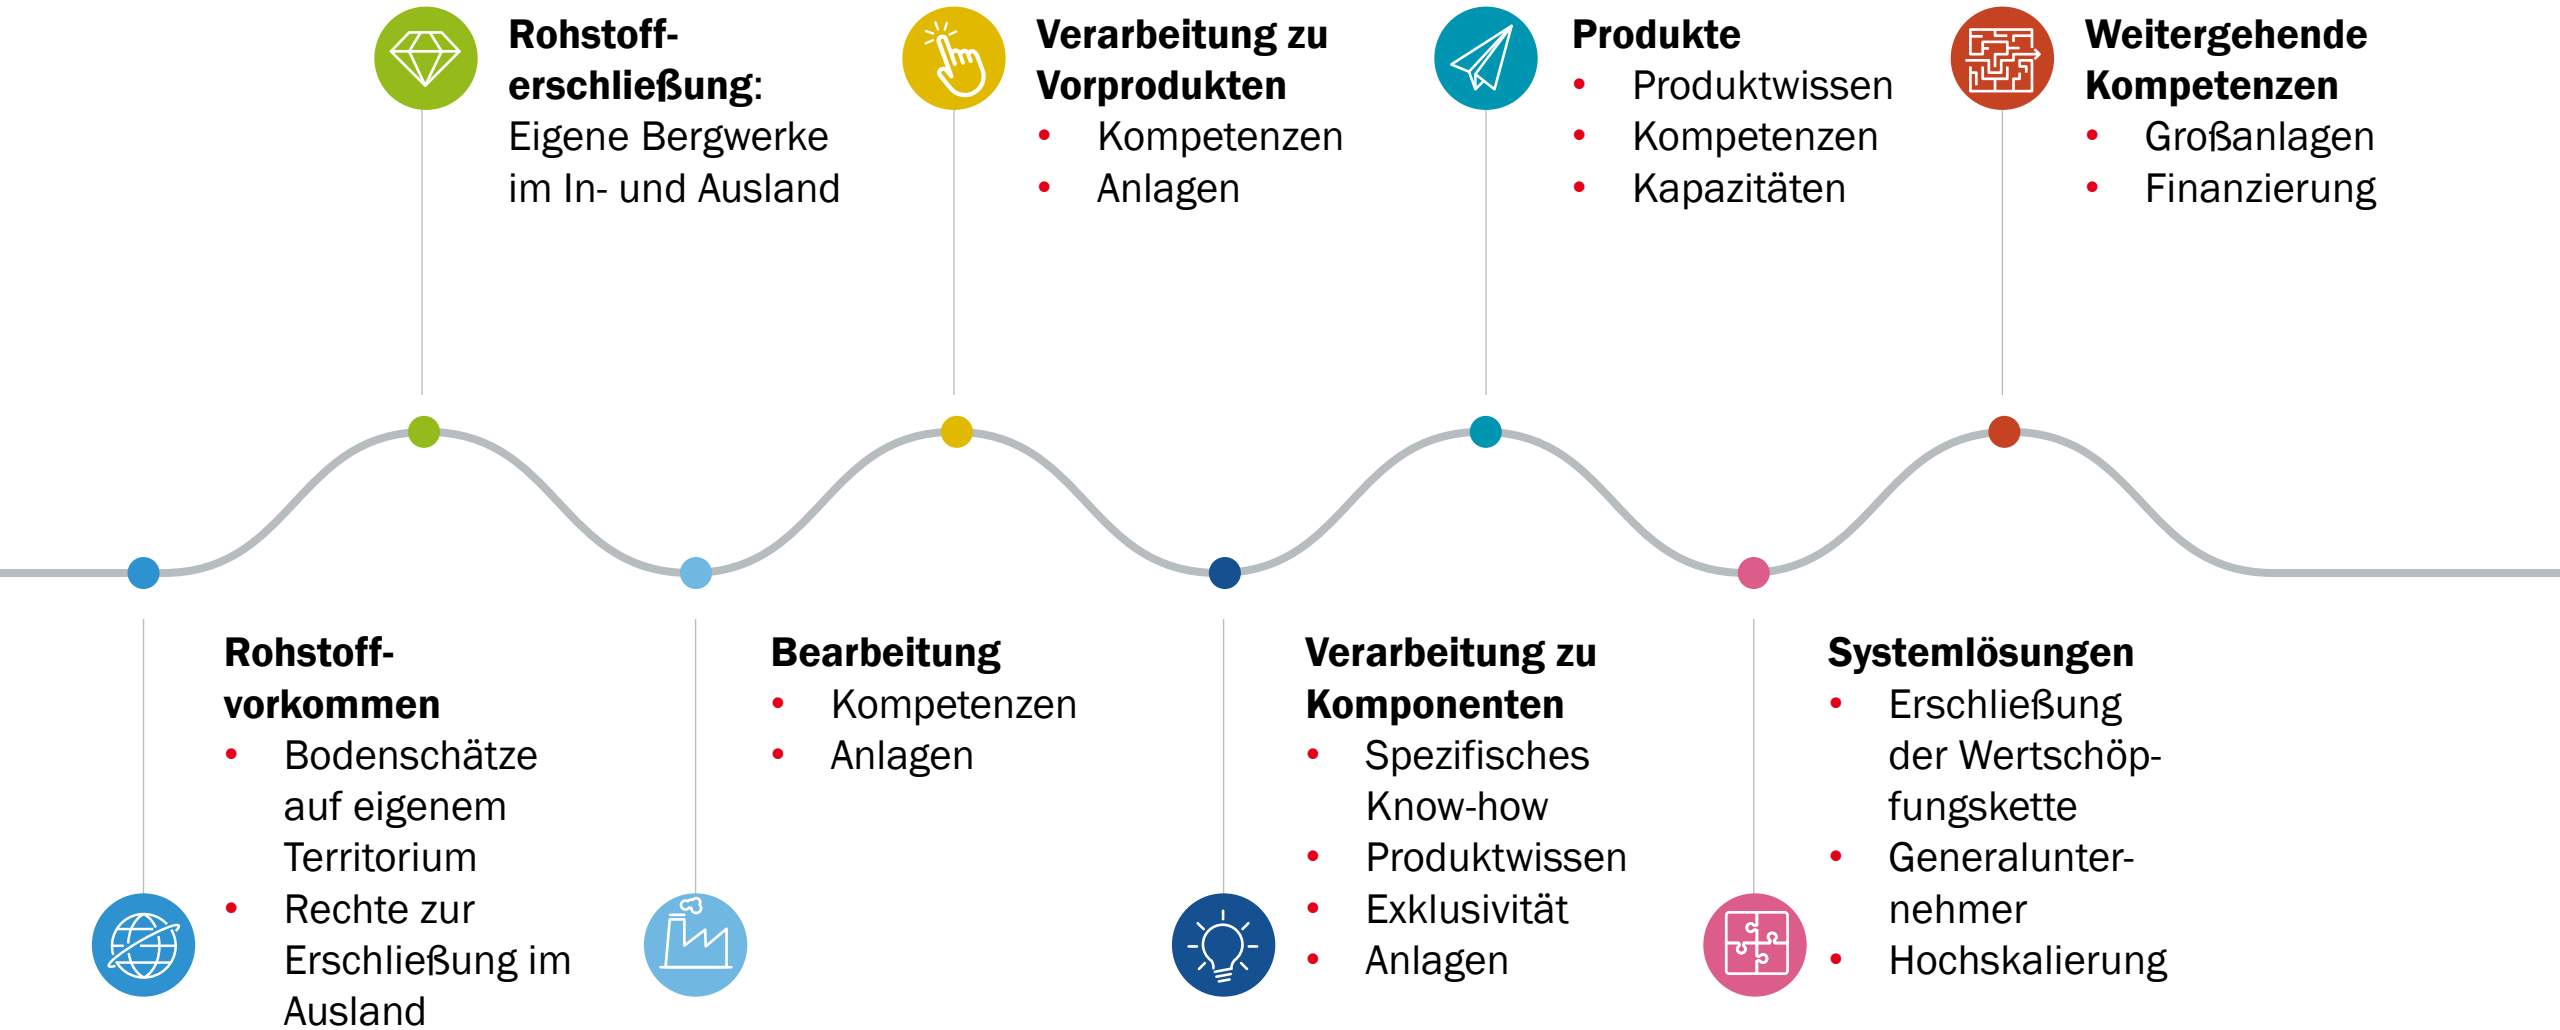 Rohstoff-
erschließung:
Eigene Bergwerke
im In- und Ausland
Verarbeitung zu
Vorprodukten
• Kompetenzen
• Anlagen
Produkte
• Produktwissen
• Kompetenzen
• Kapazitäten
Weitergehende
Kompetenzen
• Großanlagen
• Finanzierung
Rohstoff-
vorkommen
• Bodenschätze
auf eigenem
Territorium
• Rechte zur
Erschließung im
Ausland
Bearbeitung
• Kompetenzen
• Anlagen
Verarbeitung zu
Komponenten
• Spezifisches
Know-how
• Produktwissen
• Exklusivität
• Anlagen
Systemlösungen
• Erschließung
der Wertschöp-
fungskette
• Generalunter-
nehmer
• Hochskalierung